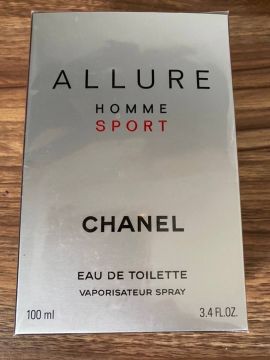 ALLURE
HOMME
SPORT
CHANEL
EAU DE TOILETTE
VAPORISATEUR SPRAY
100 ml 3.4 FL.OZ.